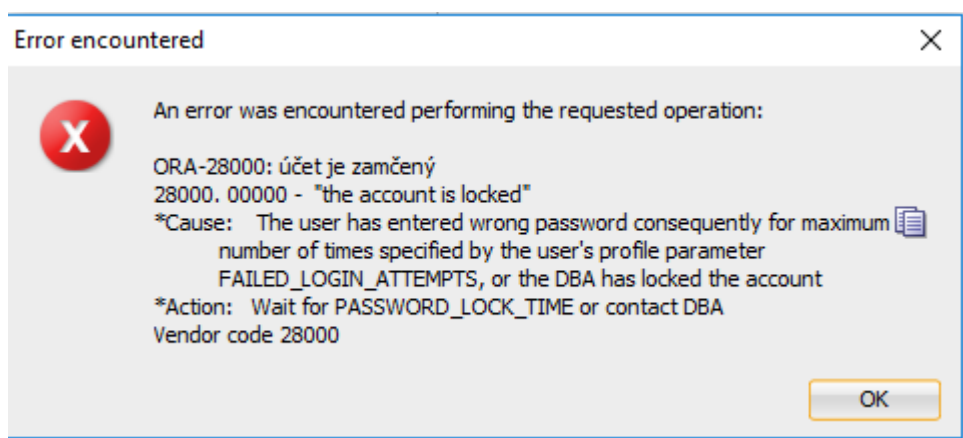 Error encountered
An error was encountered performing the requested operation:
ORA-28000: účet je zamčený
28000. 00000 - "the account is locked"
*Cause: The user has entered wrong password consequently for maximum
number of times specified by the user's profile parameter
FAILED_LOGIN_ATTEMPTS, or the DBA has locked the account
*Action: Wait for PASSWORD_LOCK_TIME or contact DBA
Vendor code 28000
OK